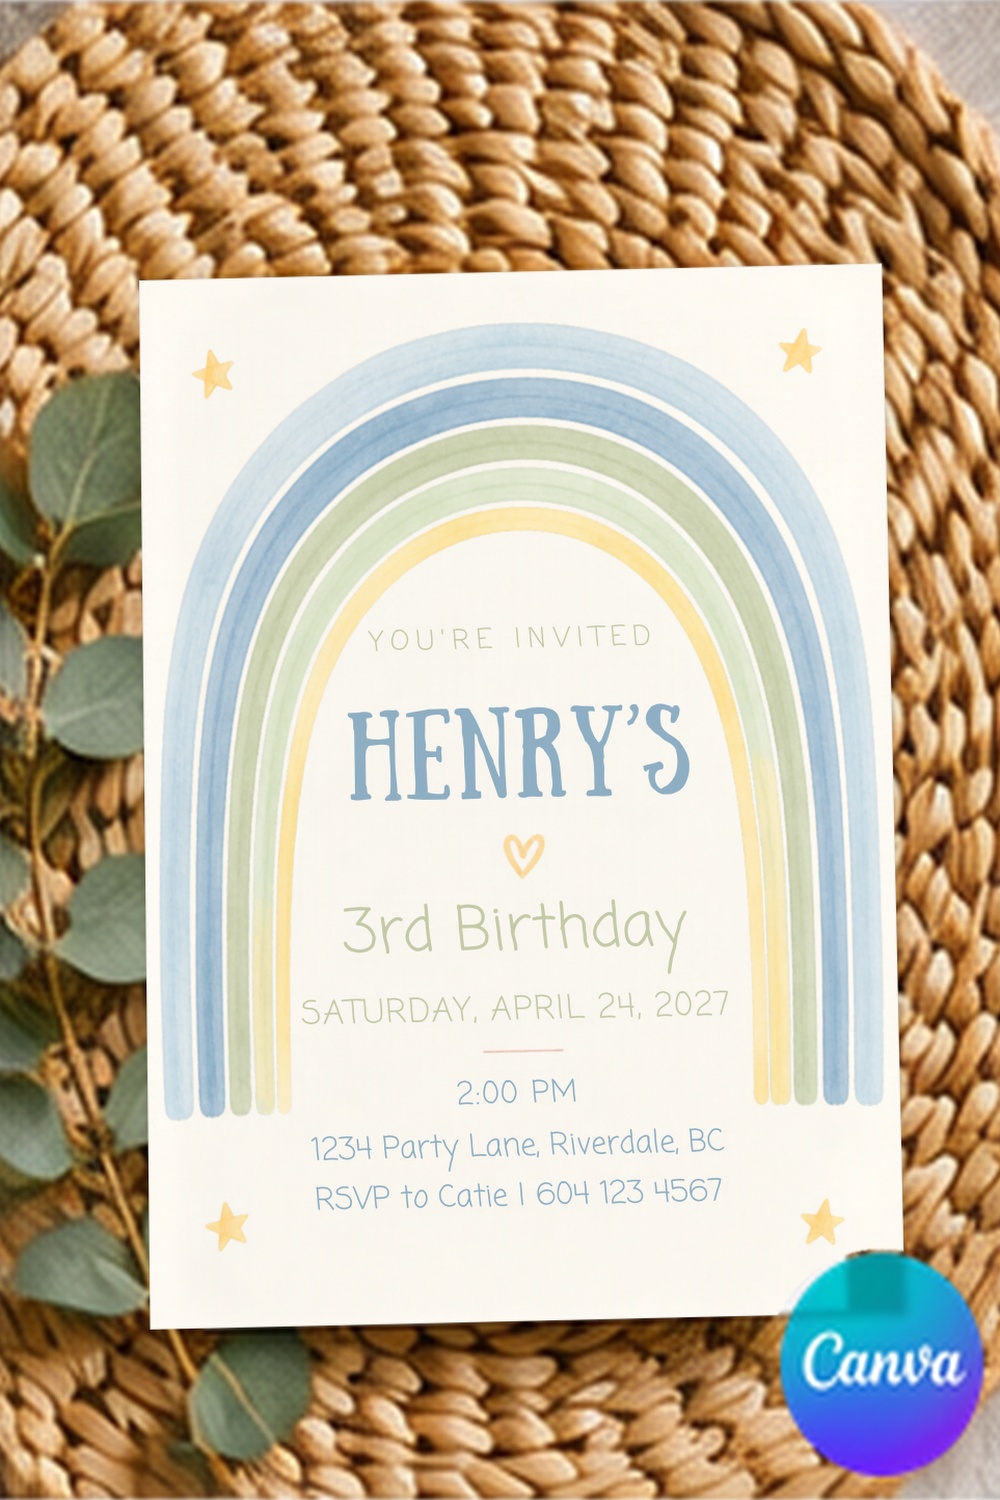 YOU'RE INVITED
HENRY'S
3rd Birthday
SATURDAY, APRIL 24, 2027
2:00 PM
1234 Party Lane, Riverdale, BC
RSVP to Catie | 604 123 4567
Canva